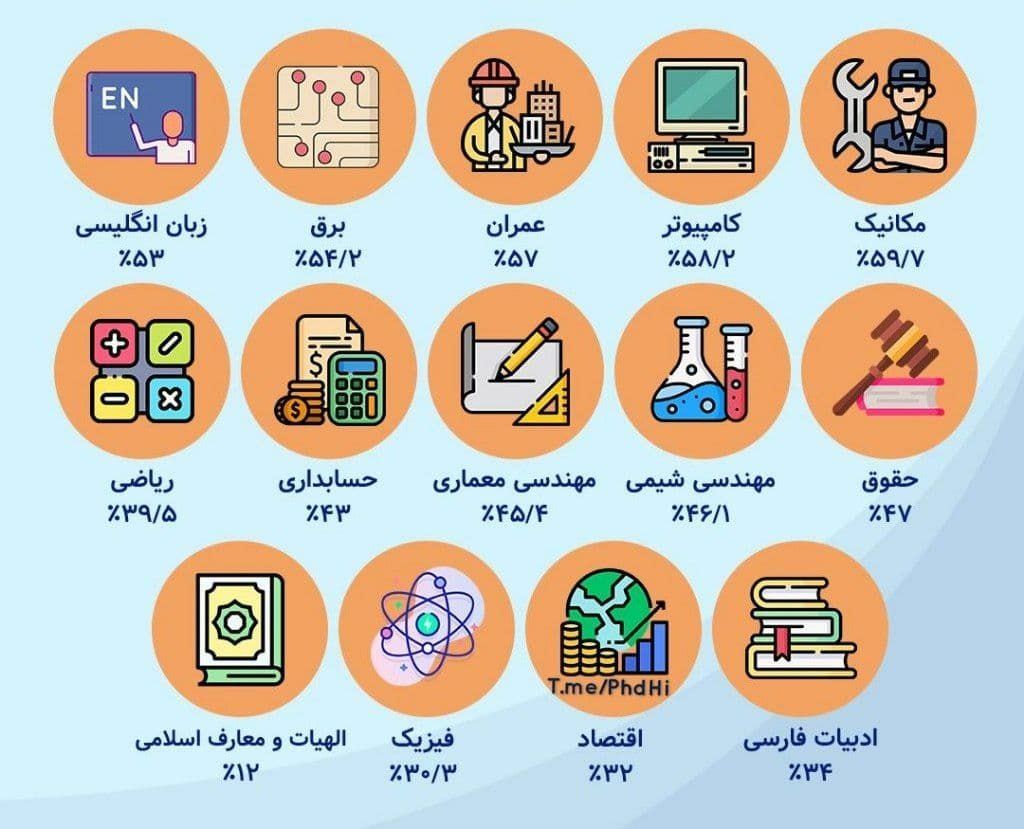 مکانیک
٪۵۹/۷
کامپیوتر
٪۵۸/۲
عمران
٪۵۷
برق
٪۵۴/۲
EN
زبان انگلیسی
٪۵۳
حقوق
٪۴۷
مهندسی شیمی
٪۴۶/۱
مهندسی معماری
٪۴۵/۴
حسابداری
٪۴۳
ریاضی
٪۳۹/۵
ادبیات فارسی
٪۳۴
T.me/PhdHi
اقتصاد
٪۳۲
فیزیک
٪۳۰/۳
الهیات و معارف اسلامی
٪۱۲